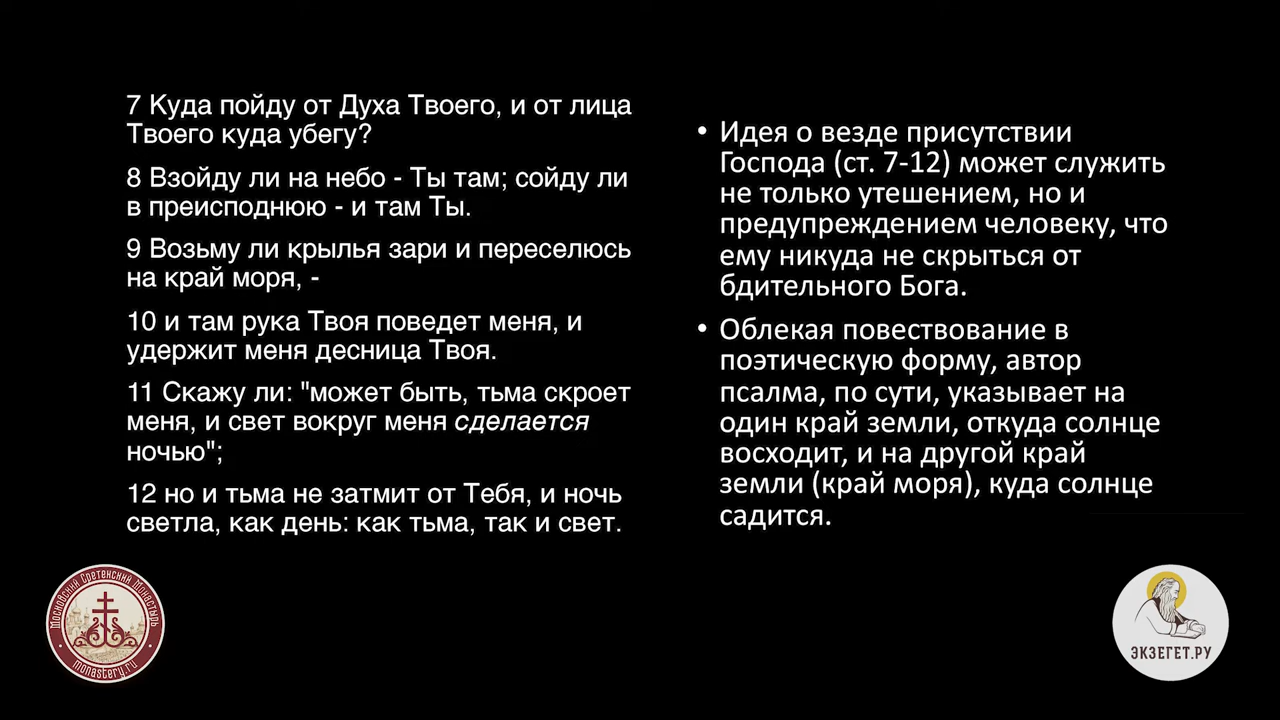 7 Куда пойду от Духа Твоего, и от лица
Твоего куда убегу?
8 Взойду ли на небо - Ты там; сойду ли
в преисподнюю - и там Ты.
9 Возьму ли крылья зари и переселюсь
на край моря, -
10 и там рука Твоя поведет меня, и
удержит меня десница Твоя.
11 Скажу ли: "может быть, тьма скроет
меня, и свет вокруг меня сделается
ночью";
12 но и тьма не затмит от Тебя, и ночь
светла, как день: как тьма, так и свет.
• Идея о везде присутствии
Господа (ст. 7-12) может служить
не только утешением, но и
предупреждением человеку, что
ему никуда не скрыться от
бдительного Бога.
• Облекая повествование в
поэтическую форму, автор
псалма, по сути, указывает на
один край земли, откуда солнце
восходит, и на другой край
земли (край моря), куда солнце
садится.
Московский Сретенский Монастырь
monastery.ru
ЭКЗЕГЕТ.РУ